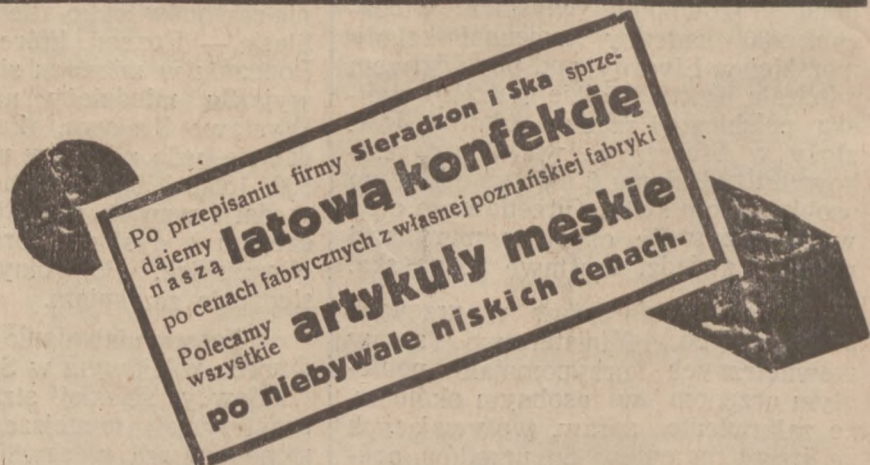 Po przepisaniu firmy Sieradzon i Ska sprze-
dajemy naszą latową konfekcję
po cenach fabrycznych z własnej poznańskiej fabryki
Polecamy wszystkie artykuły męskie
po niebywale niskich cenach.